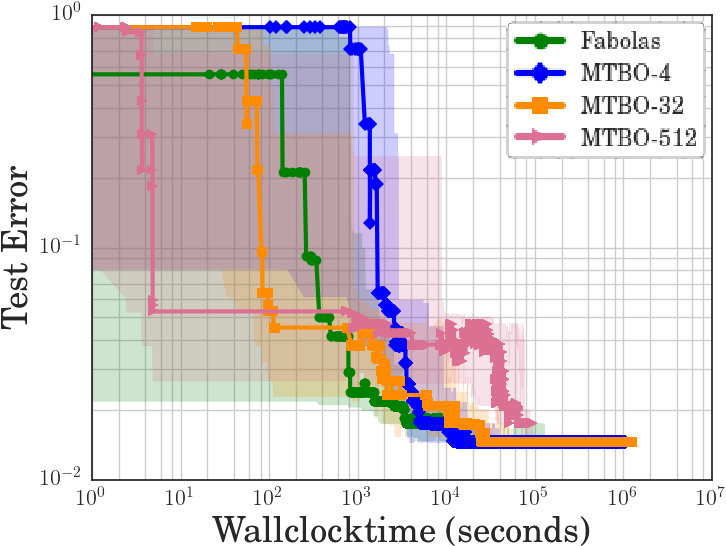 10^0
10^-1
10^-2
Test Error
Fabolas
MTBO-4
MTBO-32
MTBO-512
10^0 10^1 10^2 10^3 10^4 10^5 10^6 10^7
Wallclocktime (seconds)